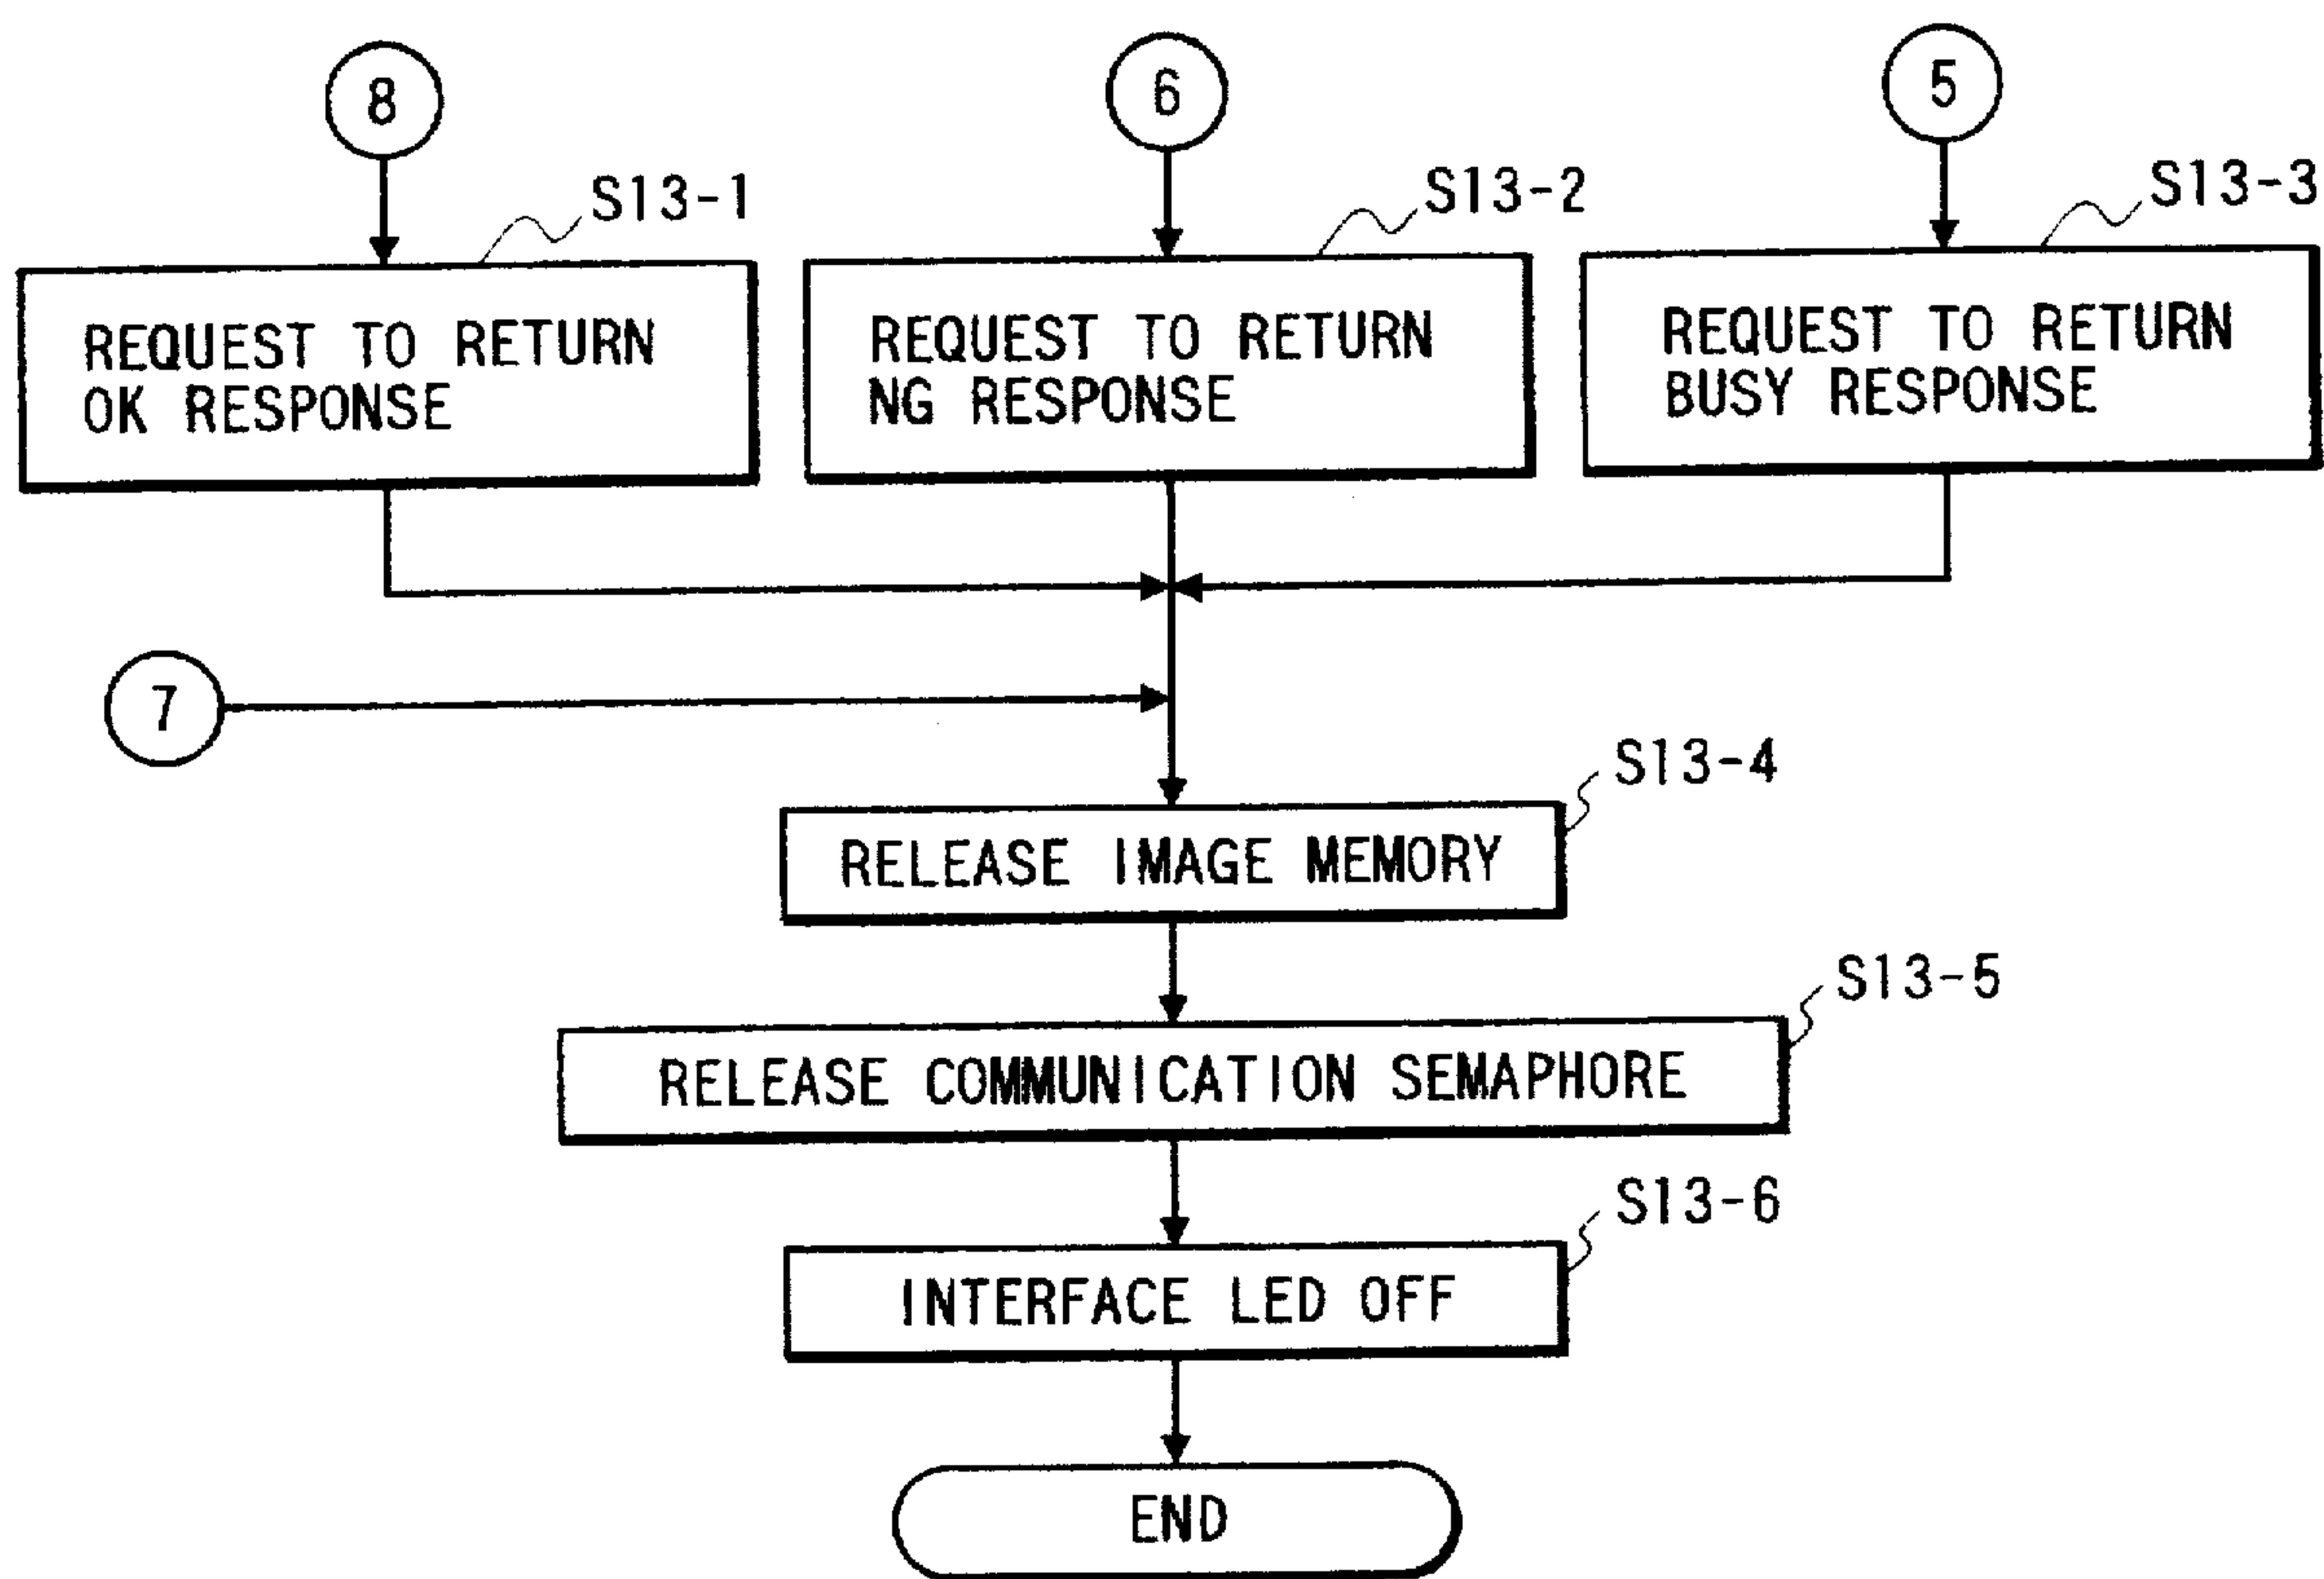 8
6
5
S13-1
S13-2
S13-3
REQUEST TO RETURN
OK RESPONSE
REQUEST TO RETURN
NG RESPONSE
REQUEST TO RETURN
BUSY RESPONSE
7
S13-4
RELEASE IMAGE MEMORY
S13-5
RELEASE COMMUNICATION SEMAPHORE
S13-6
INTERFACE LED OFF
END